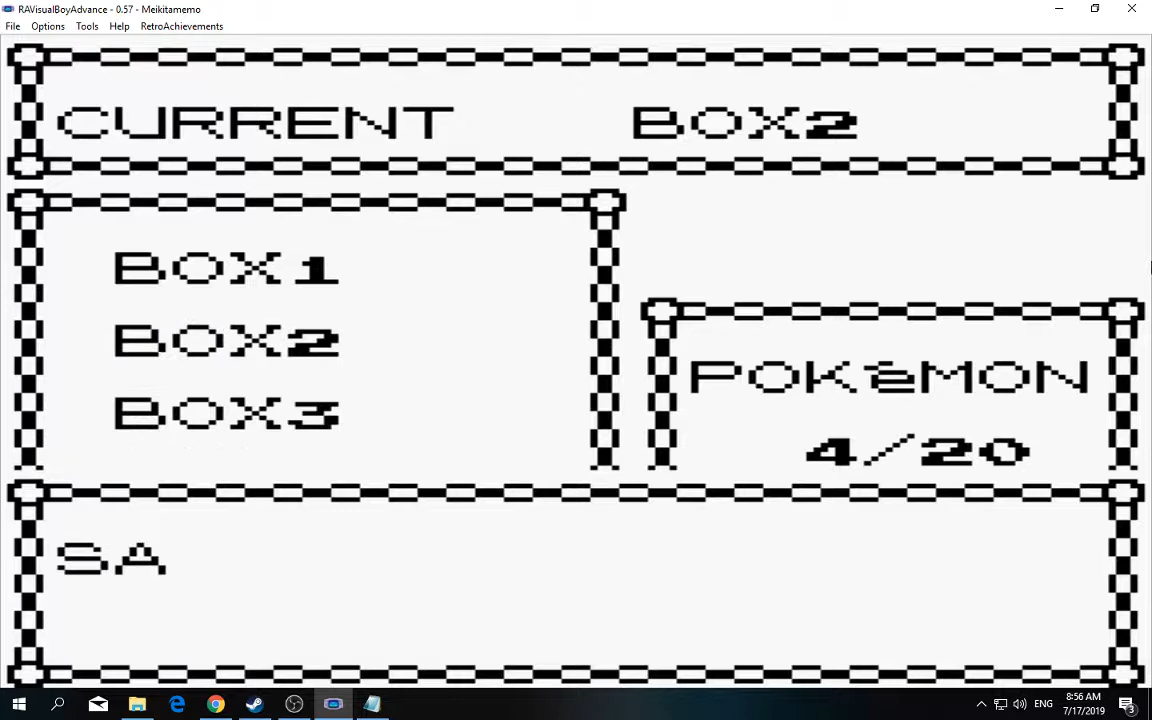 RAVisualBoyAdvance - 0.57 - Meikitamemo
File Options Tools Help RetroAchievements
CURRENT BOX2
BOX1
BOX2
BOX3
POKéMON
4/20
SA
ENG
8:56 AM
7/17/2019
3